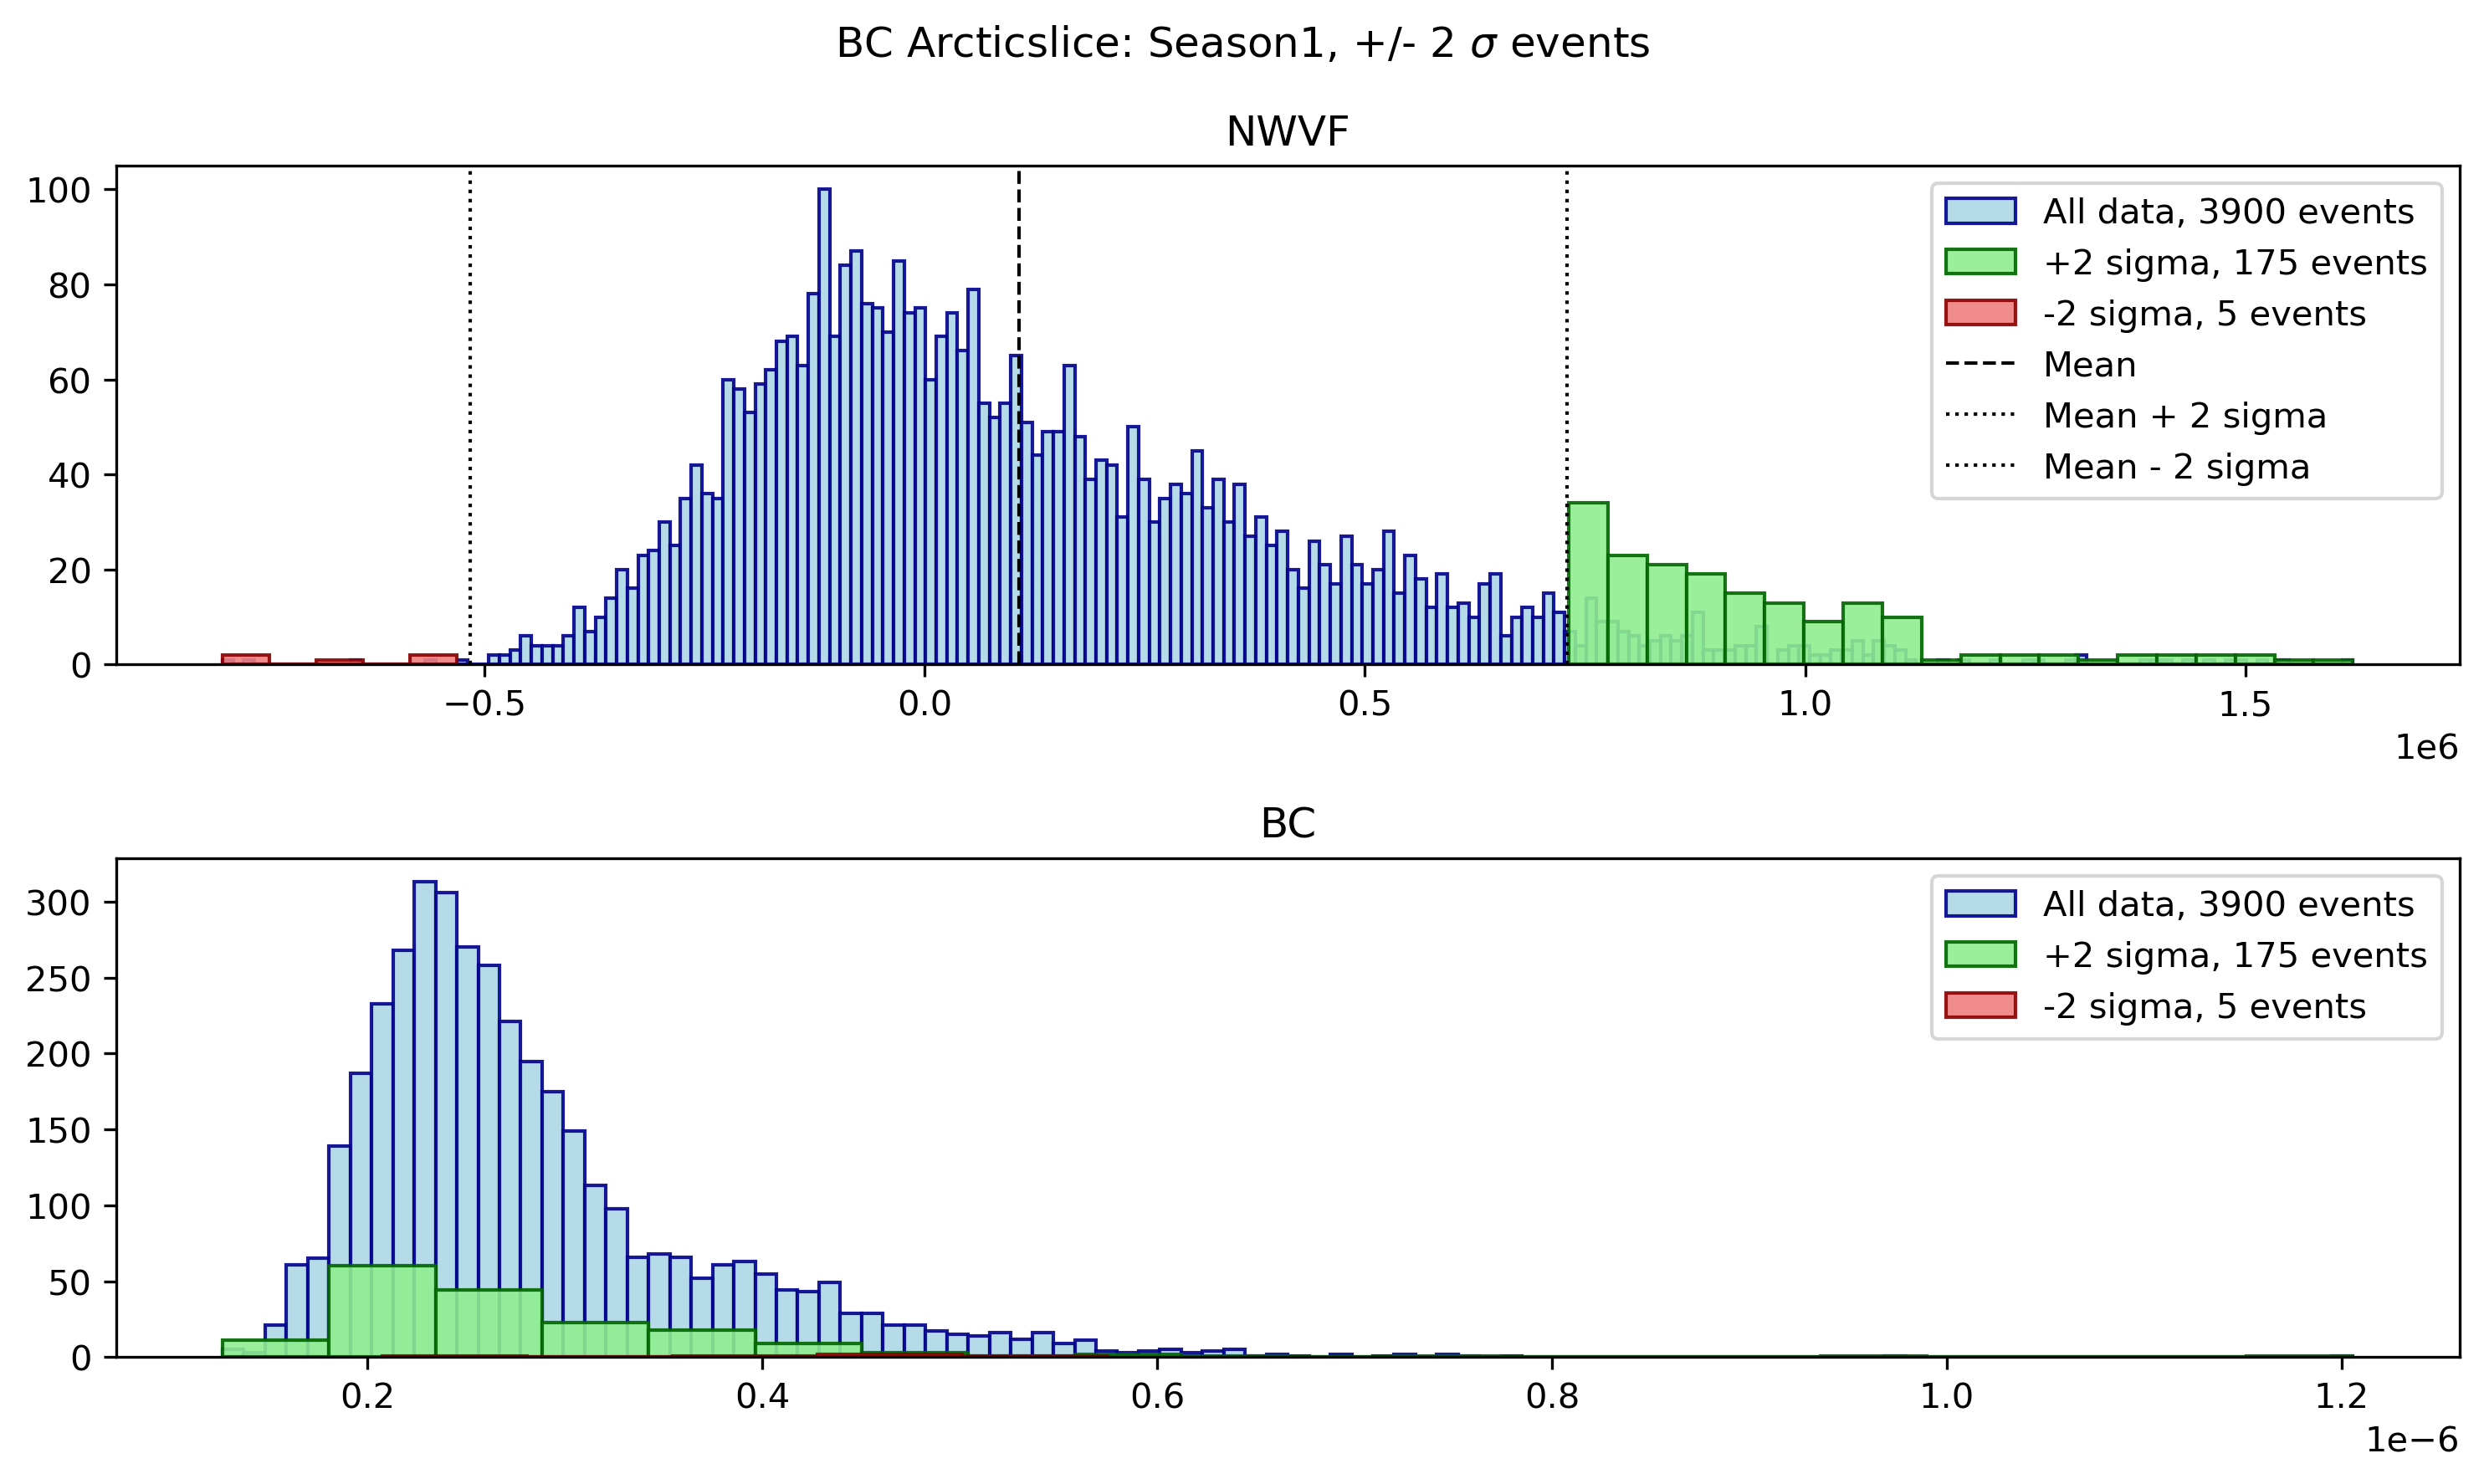 BC Arcticslice: Season1, +/- 2 σ events
NWVF
100
80
60
40
20
0
All data, 3900 events
+2 sigma, 175 events
-2 sigma, 5 events
Mean
Mean + 2 sigma
Mean - 2 sigma
−0.5 0.0 0.5 1.0 1.5
1e6
BC
300
250
200
150
100
50
0
All data, 3900 events
+2 sigma, 175 events
-2 sigma, 5 events
0.2 0.4 0.6 0.8 1.0 1.2
1e−6